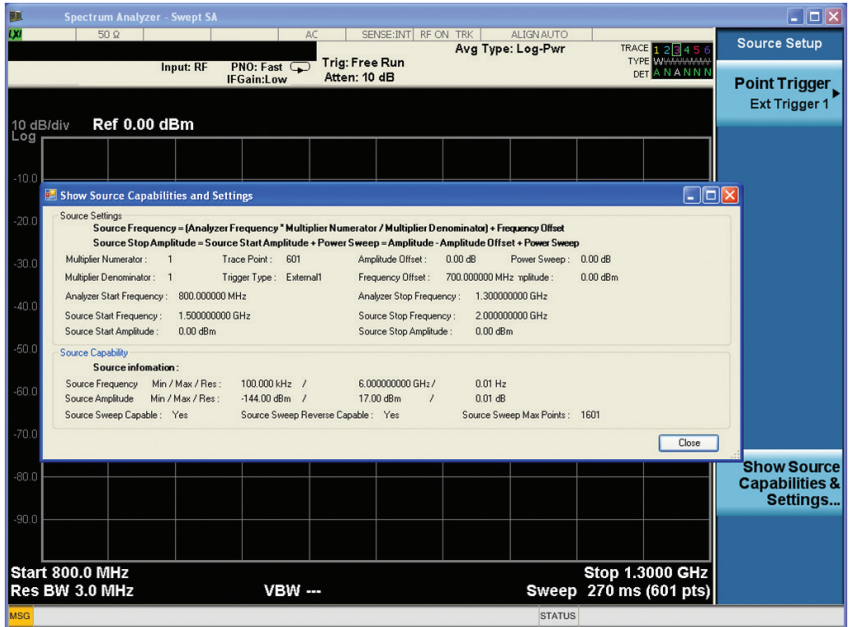 Spectrum Analyzer - Swept SA
LXI 50 Ω AC SENSE:INT RF ON TRK ALIGN AUTO
Avg Type: Log-Pwr TRACE 1 2 3 4 5 6
Input: RF PNO: Fast Trig: Free Run TYPE
IFGain:Low Atten: 10 dB DET A N A N N N
Source Setup
Point Trigger
Ext Trigger 1
10 dB/div Ref 0.00 dBm
Log
-10.0
-20.0
-30.0
-40.0
-50.0
-60.0
-70.0
-80.0
-90.0
Show Source Capabilities and Settings
Source Settings
Source Frequency = (Analyzer Frequency * Multiplier Numerator / Multiplier Denominator) + Frequency Offset
Source Stop Amplitude = Source Start Amplitude + Power Sweep = Amplitude - Amplitude Offset + Power Sweep
Multiplier Numerator : 1 Trace Point : 601 Amplitude Offset : 0.00 dB Power Sweep : 0.00 dB
Multiplier Denominator : 1 Trigger Type : External1 Frequency Offset : 700.000000 MHz mplitude : 0.00 dBm
Analyzer Start Frequency : 800.000000 MHz Analyzer Stop Frequency : 1.300000000 GHz
Source Start Frequency : 1.500000000 GHz Source Stop Frequency : 2.000000000 GHz
Source Start Amplitude : 0.00 dBm Source Stop Amplitude : 0.00 dBm
Source Capability
Source infomation :
Source Frequency Min / Max / Res : 100.000 kHz / 6.000000000 GHz / 0.01 Hz
Source Amplitude Min / Max / Res : -144.00 dBm / 17.00 dBm / 0.01 dB
Source Sweep Capable : Yes Source Sweep Reverse Capable : Yes Source Sweep Max Points : 1601
Close
Show Source
Capabilities &
Settings...
Start 800.0 MHz Stop 1.3000 GHz
Res BW 3.0 MHz VBW --- Sweep 270 ms (601 pts)
MSG STATUS